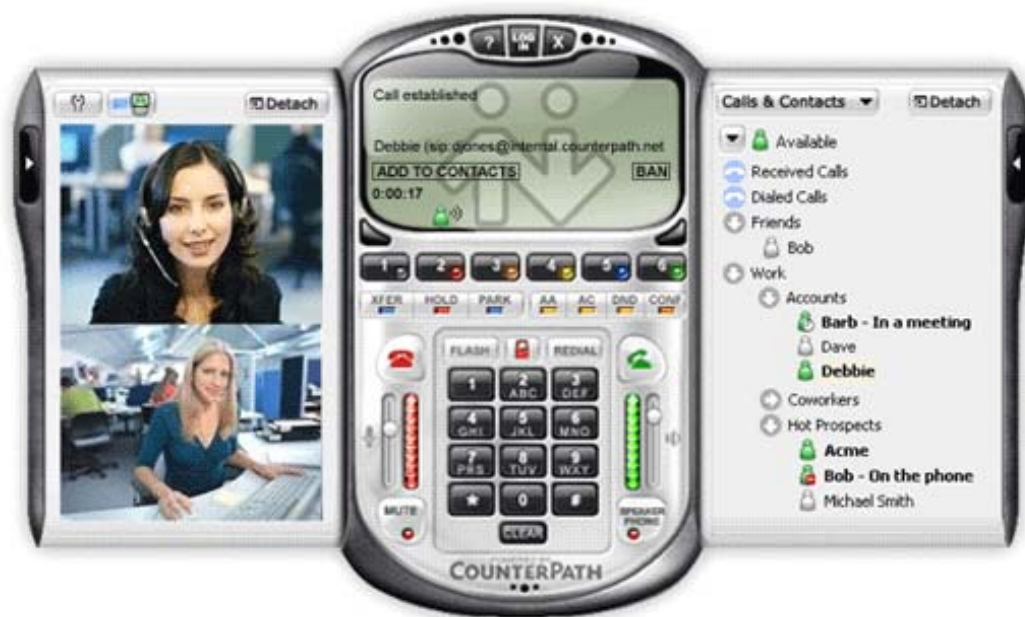 ? LOG IN X
Detach
Call established
Debbie (sip:djones@internal.counterpath.net
ADD TO CONTACTS BAN
0:00:17
1 2 3 4 5 6
XFER HOLD PARK AA AC DND CONF
FLASH REDIAL
1 2 ABC 3 DEF
4 GHI 5 JKL 6 MNO
7 PRS 8 TUV 9 WXY
* 0 #
MUTE
SPEAKER PHONE
CLEAR
POWERED BY
COUNTERPATH
Calls & Contacts Detach
Available
Received Calls
Dialed Calls
Friends
Bob
Work
Accounts
Barb - In a meeting
Dave
Debbie
Coworkers
Hot Prospects
Acme
Bob - On the phone
Michael Smith